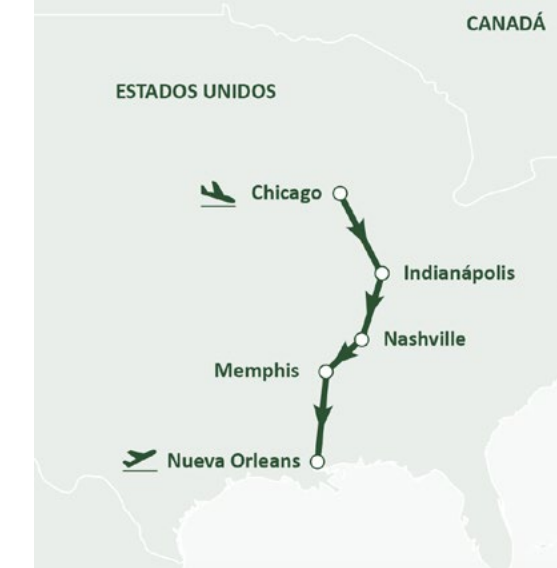 CANADÁ
ESTADOS UNIDOS
Chicago
Indianápolis
Nashville
Memphis
Nueva Orleans